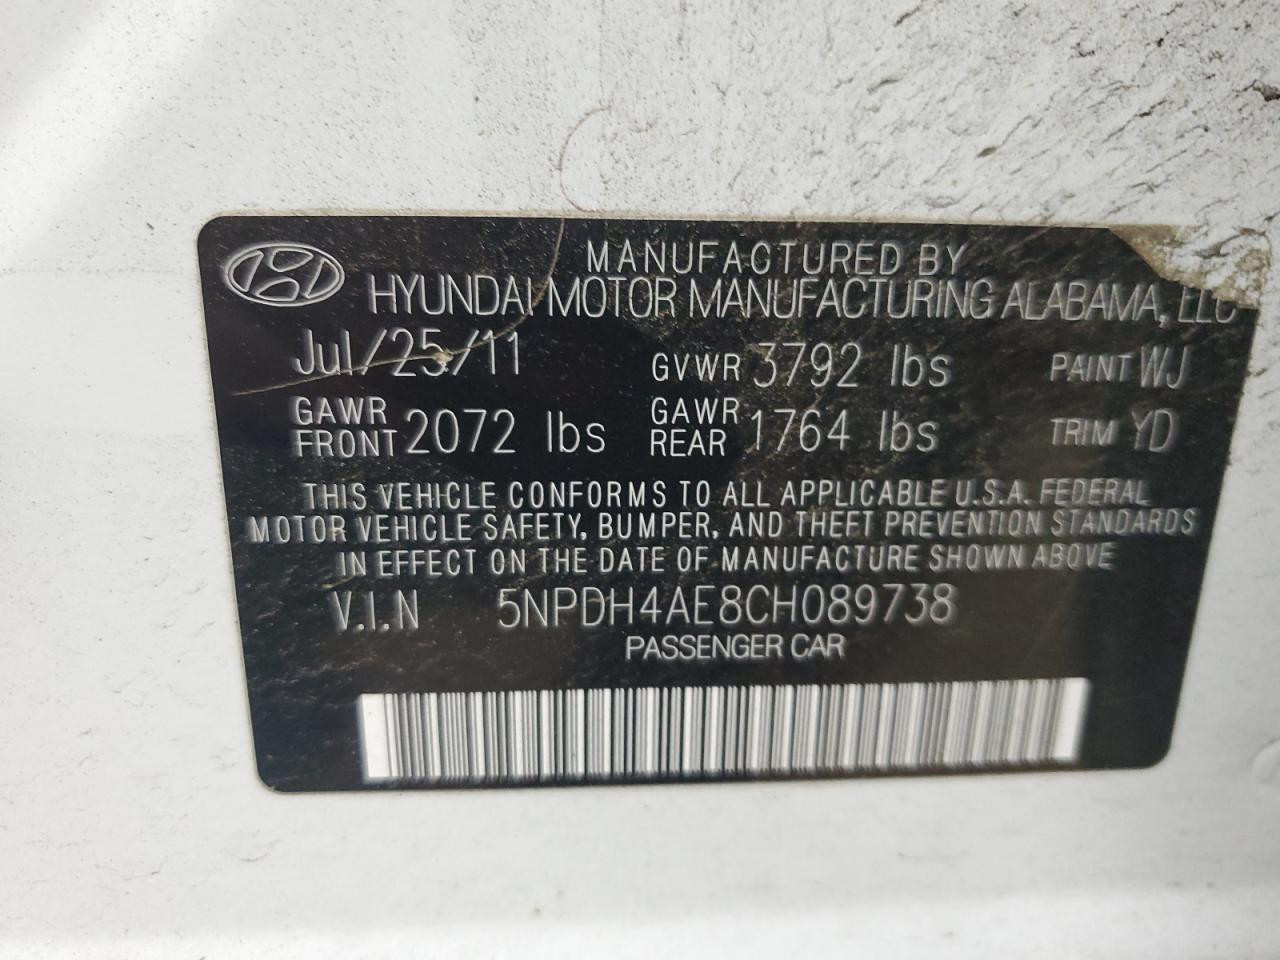 MANUFACTURED BY
HYUNDAI MOTOR MANUFACTURING ALABAMA, LLC
Jul/25/11 GVWR 3792 lbs PAINT WJ
GAWR FRONT 2072 lbs GAWR REAR 1764 lbs TRIM YD
THIS VEHICLE CONFORMS TO ALL APPLICABLE U.S.A. FEDERAL
MOTOR VEHICLE SAFETY, BUMPER, AND THEFT PREVENTION STANDARDS
IN EFFECT ON THE DATE OF MANUFACTURE SHOWN ABOVE
V.I.N 5NPDH4AE8CH089738
PASSENGER CAR